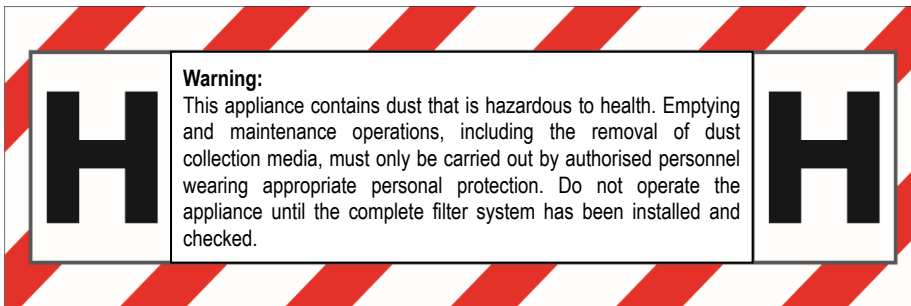 H
Warning:
This appliance contains dust that is hazardous to health. Emptying
and maintenance operations, including the removal of dust
collection media, must only be carried out by authorised personnel
wearing appropriate personal protection. Do not operate the
appliance until the complete filter system has been installed and
checked.
H